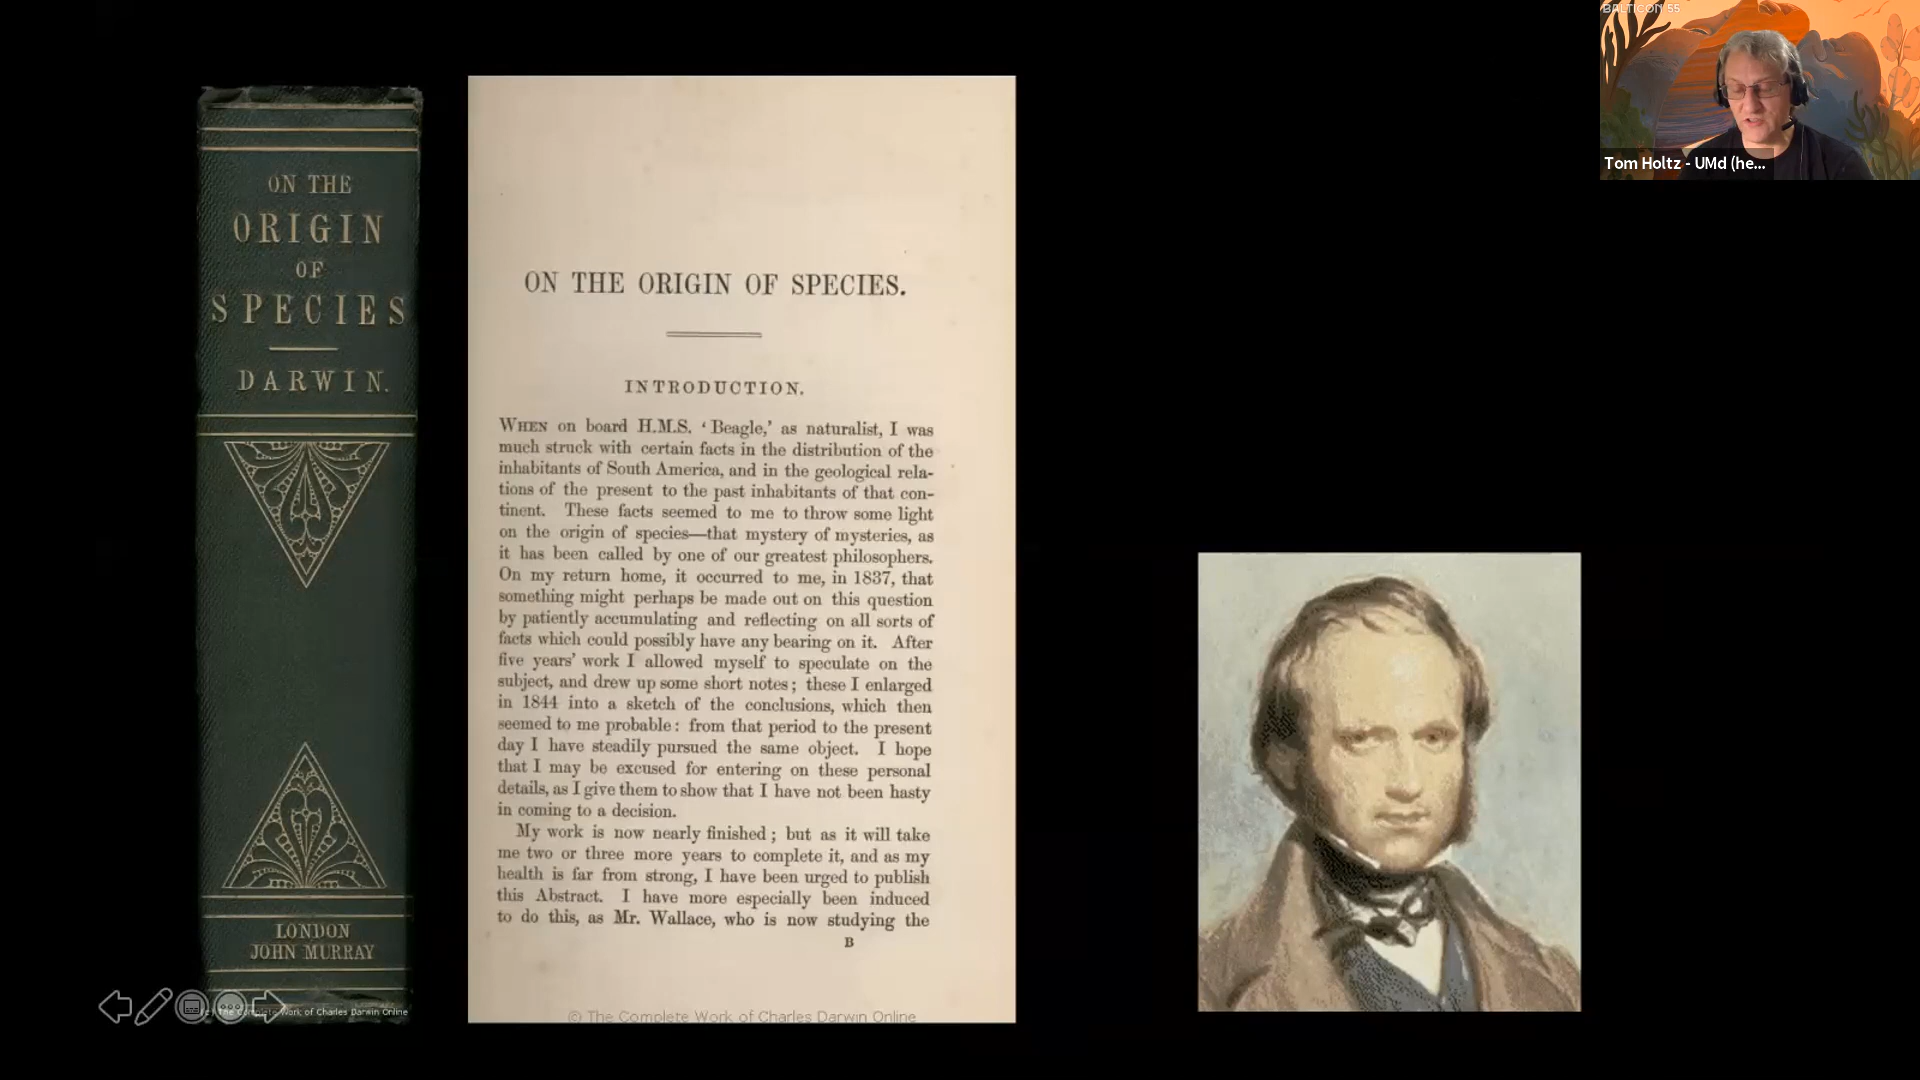 ON THE
ORIGIN
OF
SPECIES
DARWIN.
LONDON
JOHN MURRAY
The Complete Work of Charles Darwin Online
ON THE ORIGIN OF SPECIES.
INTRODUCTION.
WHEN on board H.M.S. ‘Beagle,’ as naturalist, I was
much struck with certain facts in the distribution of the
inhabitants of South America, and in the geological rela-
tions of the present to the past inhabitants of that con-
tinent. These facts seemed to me to throw some light
on the origin of species—that mystery of mysteries, as
it has been called by one of our greatest philosophers.
On my return home, it occurred to me, in 1837, that
something might perhaps be made out on this question
by patiently accumulating and reflecting on all sorts of
facts which could possibly have any bearing on it. After
five years’ work I allowed myself to speculate on the
subject, and drew up some short notes; these I enlarged
in 1844 into a sketch of the conclusions, which then
seemed to me probable: from that period to the present
day I have steadily pursued the same object. I hope
that I may be excused for entering on these personal
details, as I give them to show that I have not been hasty
in coming to a decision.
My work is now nearly finished; but as it will take
me two or three more years to complete it, and as my
health is far from strong, I have been urged to publish
this Abstract. I have more especially been induced
to do this, as Mr. Wallace, who is now studying the
B
© The Complete Work of Charles Darwin Online
BALTICON 55
Tom Holtz - UMd (he...